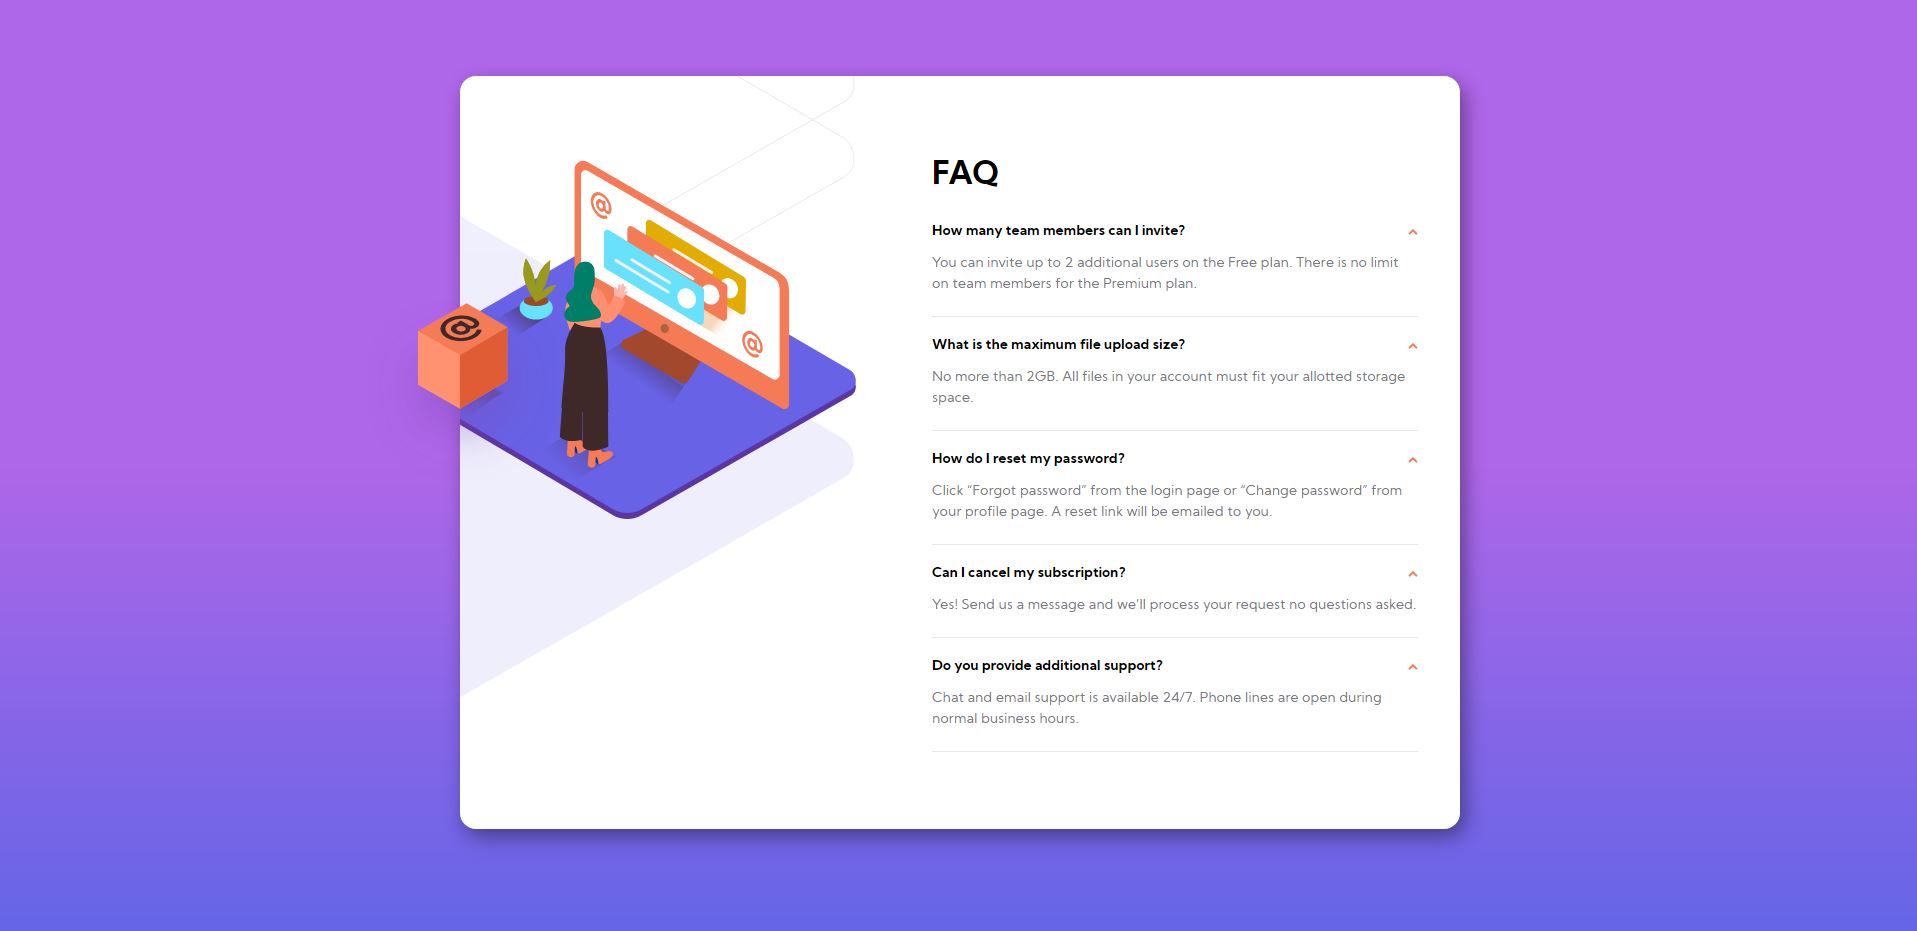 @
@
@
FAQ
How many team members can I invite?
You can invite up to 2 additional users on the Free plan. There is no limit
on team members for the Premium plan.
What is the maximum file upload size?
No more than 2GB. All files in your account must fit your allotted storage
space.
How do I reset my password?
Click “Forgot password” from the login page or “Change password” from
your profile page. A reset link will be emailed to you.
Can I cancel my subscription?
Yes! Send us a message and we’ll process your request no questions asked.
Do you provide additional support?
Chat and email support is available 24/7. Phone lines are open during
normal business hours.